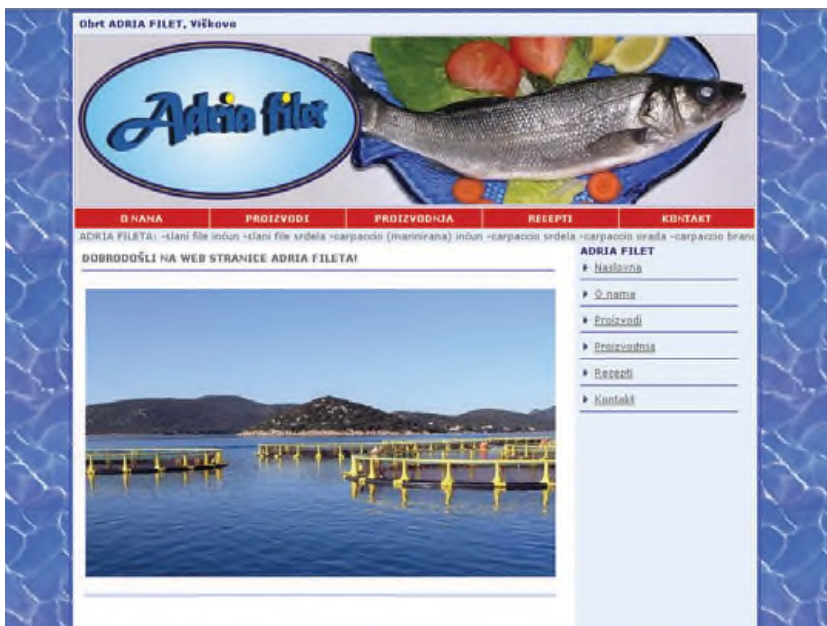 Obrt ADRIA FILET, Viškovo
Adria filet
O NAMA PROIZVODI PROIZVODNJA RECEPTI KONTAKT
ADRIA FILETA: -slani file inćun -slani file srdela -carpaccio (marinirana) inćun -carpaccio srdela -carpaccio orada -carpaccio branc
DOBRODOŠLI NA WEB STRANICE ADRIA FILETA!
ADRIA FILET
Naslovna
O nama
Proizvodi
Proizvodnja
Recepti
Kontakt